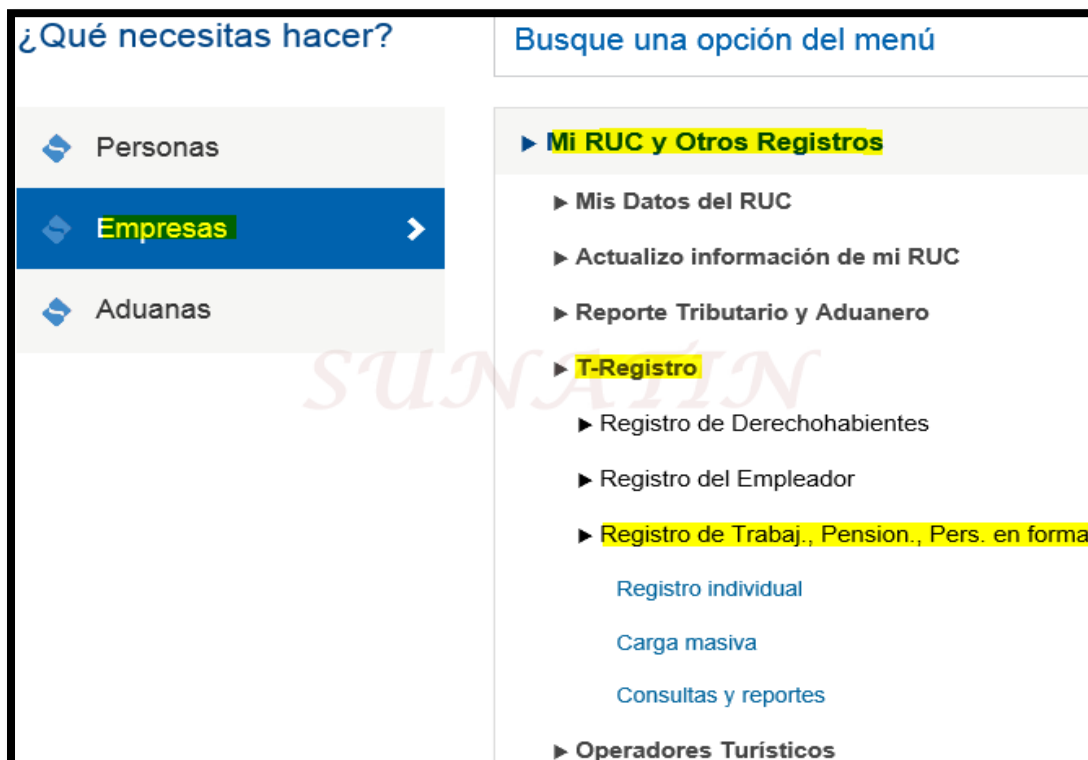 ¿Qué necesitas hacer?
Busque una opción del menú
Personas
Empresas
Aduanas
Mi RUC y Otros Registros
Mis Datos del RUC
Actualizo información de mi RUC
Reporte Tributario y Aduanero
T-Registro
Registro de Derechohabientes
Registro del Empleador
Registro de Trabaj., Pension., Pers. en forma
Registro individual
Carga masiva
Consultas y reportes
Operadores Turísticos
SUNATIN